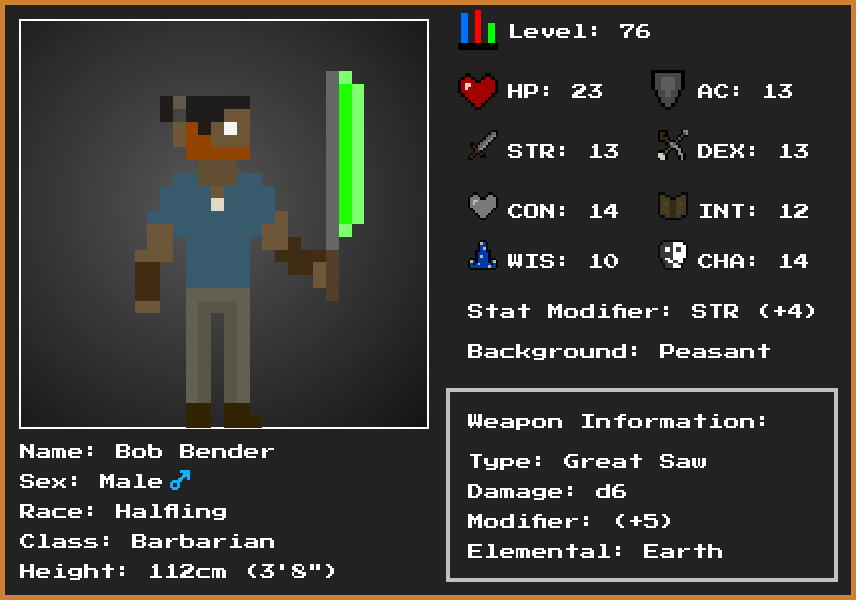 Level: 76
HP: 23
AC: 13
STR: 13
DEX: 13
CON: 14
INT: 12
WIS: 10
CHA: 14
Stat Modifier: STR (+4)
Background: Peasant
Weapon Information:
Type: Great Saw
Damage: d6
Modifier: (+5)
Elemental: Earth
Name: Bob Bender
Sex: Male ♂
Race: Halfling
Class: Barbarian
Height: 112cm (3'8")